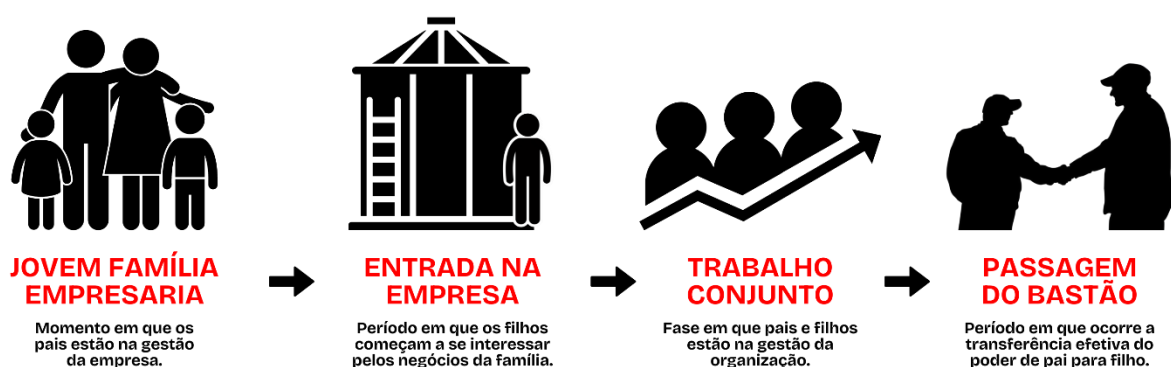 JOVEM FAMÍLIA
EMPRESARIA
Momento em que os
pais estão na gestão
da empresa.
ENTRADA NA
EMPRESA
Período em que os filhos
começam a se interessar
pelos negócios da família.
TRABALHO
CONJUNTO
Fase em que pais e filhos
estão na gestão da
organização.
PASSAGEM
DO BASTÃO
Período em que ocorre a
transferência efetiva do
poder de pai para filho.